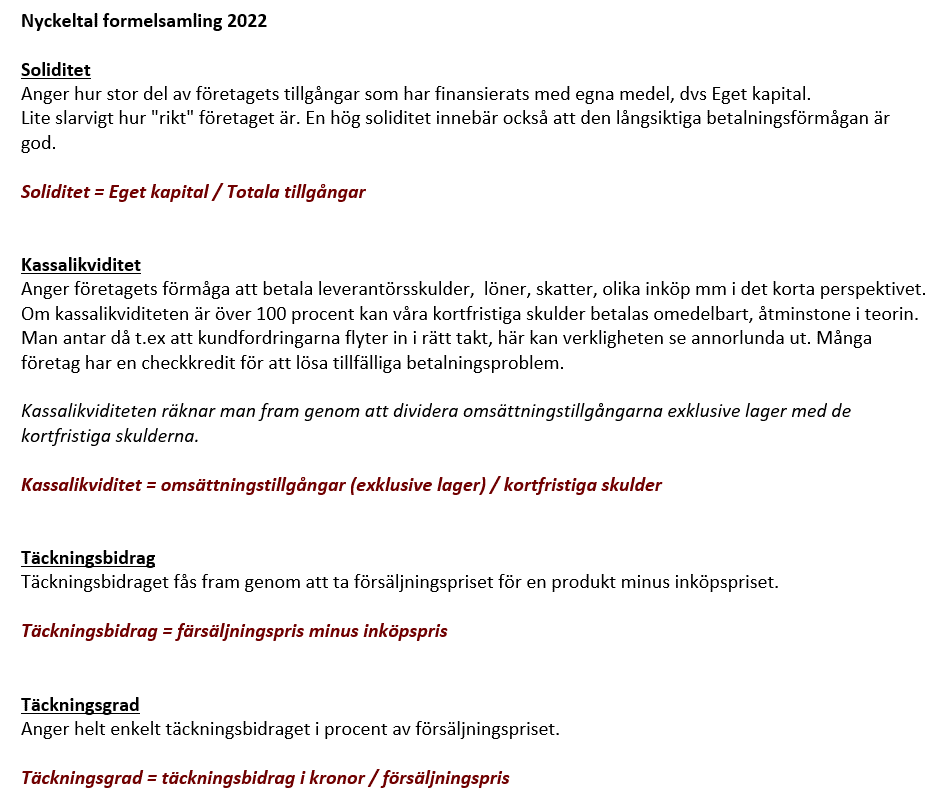 Nyckeltal formelsamling 2022
Soliditet
Anger hur stor del av företagets tillgångar som har finansierats med egna medel, dvs Eget kapital.
Lite slarvigt hur "rikt" företaget är. En hög soliditet innebär också att den långsiktiga betalningsförmågan är
god.
Soliditet = Eget kapital / Totala tillgångar
Kassalikviditet
Anger företagets förmåga att betala leverantörsskulder,  löner, skatter, olika inköp mm i det korta perspektivet.
Om kassalikviditeten är över 100 procent kan våra kortfristiga skulder betalas omedelbart, åtminstone i teorin.
Man antar då t.ex att kundfordringarna flyter in i rätt takt, här kan verkligheten se annorlunda ut. Många
företag har en checkkredit för att lösa tillfälliga betalningsproblem.
Kassalikviditeten räknar man fram genom att dividera omsättningstillgångarna exklusive lager med de
kortfristiga skulderna.
Kassalikviditet = omsättningstillgångar (exklusive lager) / kortfristiga skulder
Täckningsbidrag
Täckningsbidraget fås fram genom att ta försäljningspriset för en produkt minus inköpspriset.
Täckningsbidrag = färsäljningspris minus inköpspris
Täckningsgrad
Anger helt enkelt täckningsbidraget i procent av försäljningspriset.
Täckningsgrad = täckningsbidrag i kronor / försäljningspris